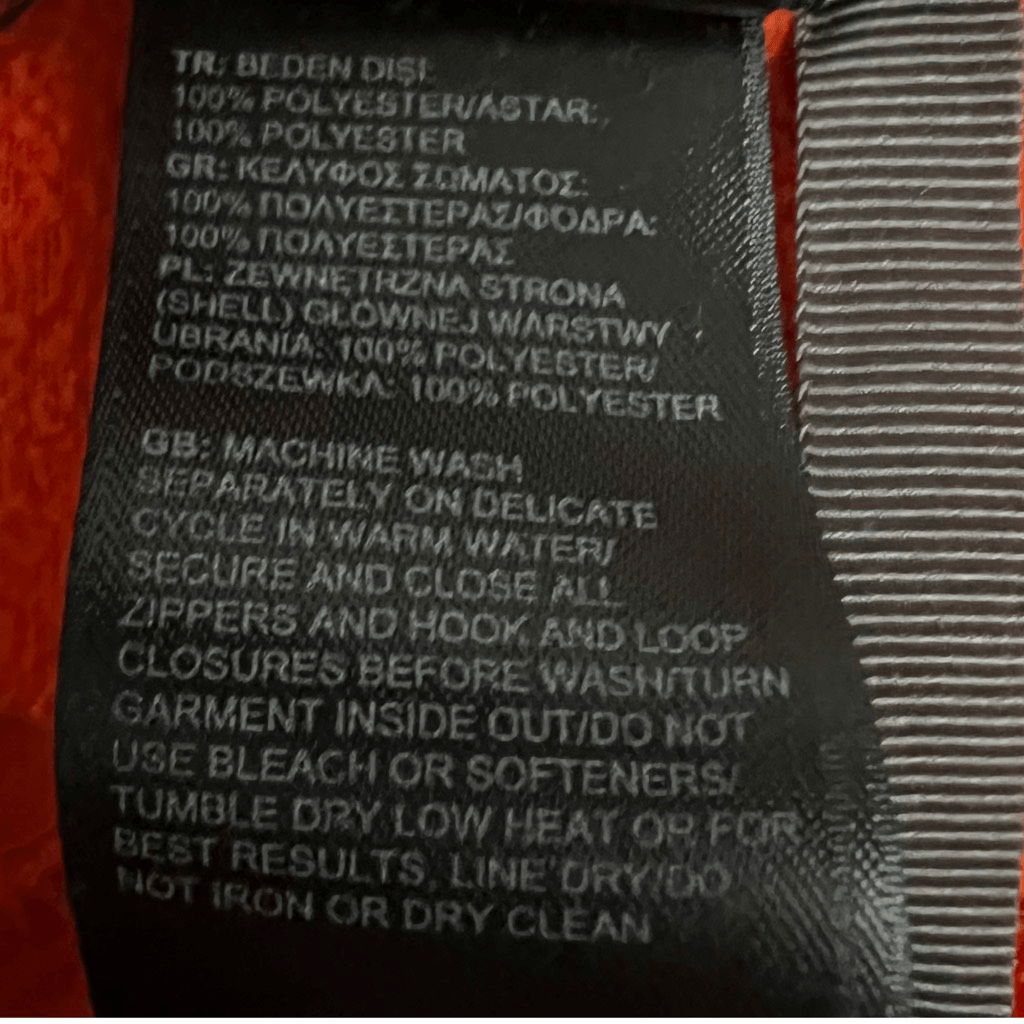 TR: BEDEN DIŞI:
100% POLYESTER/ASTAR:
100% POLYESTER
GR: ΚΕΛΥΦΟΣ ΣΩΜΑΤΟΣ:
100% ΠΟΛΥΕΣΤΕΡΑΣ/ΦΟΔΡΑ:
100% ΠΟΛΥΕΣΤΕΡΑΣ
PL: ZEWNĘTRZNA STRONA
(SHELL) GŁÓWNEJ WARSTWY
UBRANIA: 100% POLYESTER/
PODSZEWKA: 100% POLYESTER
GB: MACHINE WASH
SEPARATELY ON DELICATE
CYCLE IN WARM WATER/
SECURE AND CLOSE ALL
ZIPPERS AND HOOK AND LOOP
CLOSURES BEFORE WASH/TURN
GARMENT INSIDE OUT/DO NOT
USE BLEACH OR SOFTENERS/
TUMBLE DRY LOW HEAT OR FOR
BEST RESULTS, LINE DRY/DO
NOT IRON OR DRY CLEAN